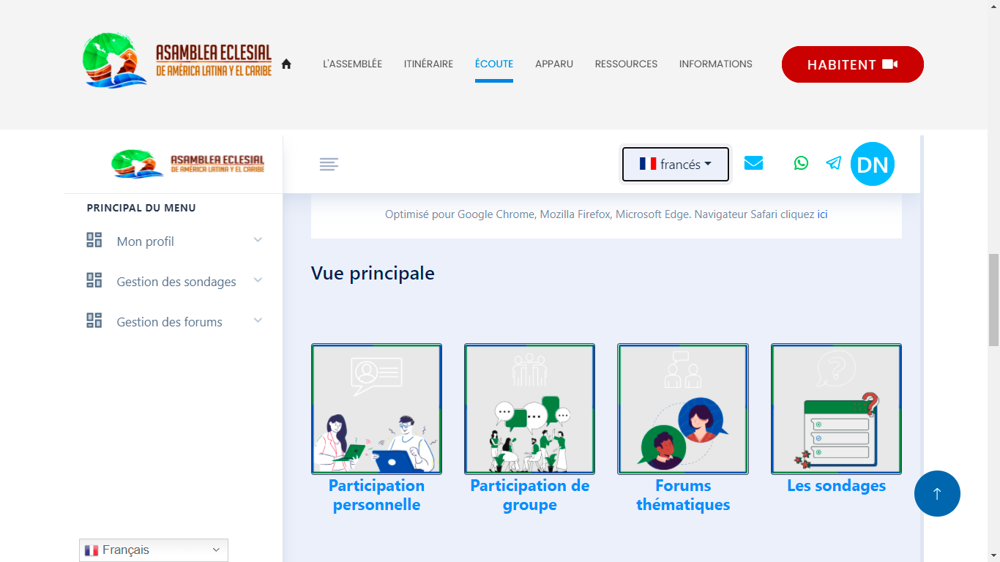 ASAMBLEA ECLESIAL
DE AMÉRICA LATINA Y EL CARIBE
L'ASSEMBLÉE ITINÉRAIRE ÉCOUTE APPARU RESSOURCES INFORMATIONS
HABITENT
ASAMBLEA ECLESIAL
DE AMÉRICA LATINA Y EL CARIBE
francés
DN
PRINCIPAL DU MENU
Mon profil
Gestion des sondages
Gestion des forums
Optimisé pour Google Chrome, Mozilla Firefox, Microsoft Edge. Navigateur Safari cliquez ici
Vue principale
Participation
personnelle
Participation de
groupe
Forums
thématiques
Les sondages
Français